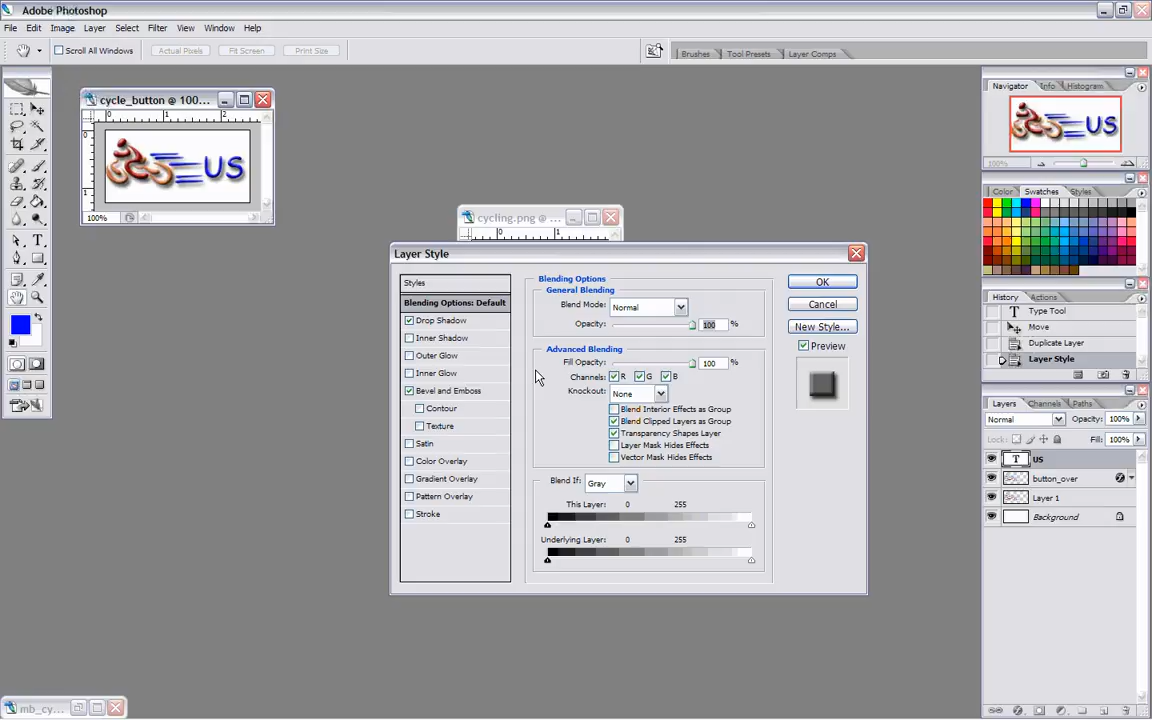 Adobe Photoshop
File Edit Image Layer Select Filter View Window Help
Scroll All Windows Actual Pixels Fit Screen Print Size Brushes Tool Presets Layer Comps
cycle_button @ 100...
0 1 2
US
100%
cycling.png @ ...
0 1
Layer Style
Styles
Blending Options: Default
Drop Shadow
Inner Shadow
Outer Glow
Inner Glow
Bevel and Emboss
Contour
Texture
Satin
Color Overlay
Gradient Overlay
Pattern Overlay
Stroke
Blending Options
General Blending
Blend Mode: Normal
Opacity: 100 %
Advanced Blending
Fill Opacity: 100 %
Channels: R G B
Knockout: None
Blend Interior Effects as Group
Blend Clipped Layers as Group
Transparency Shapes Layer
Layer Mask Hides Effects
Vector Mask Hides Effects
Blend If: Gray
This Layer: 0 255
Underlying Layer: 0 255
OK
Cancel
New Style...
Preview
Navigator Info Histogram
US
100%
Color Swatches Styles
History Actions
Type Tool
Move
Duplicate Layer
Layer Style
Layers Channels Paths
Normal Opacity: 100%
Lock: Fill: 100%
T US
button_over
Layer 1
Background
mb_cy...